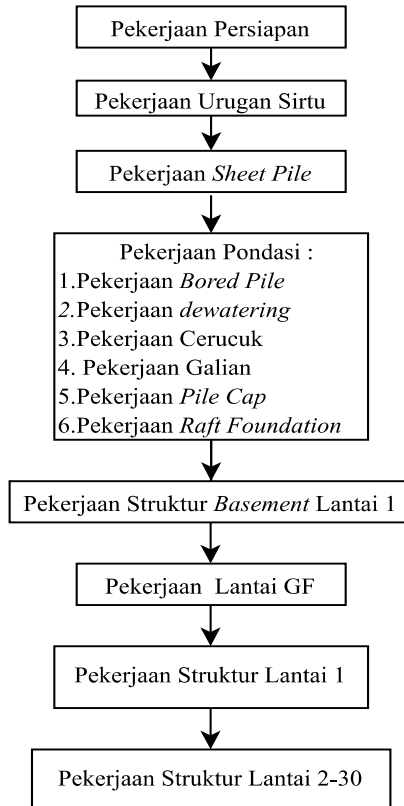 Pekerjaan Persiapan
Pekerjaan Urugan Sirtu
Pekerjaan Sheet Pile
Pekerjaan Pondasi :
1.Pekerjaan Bored Pile
2.Pekerjaan dewatering
3.Pekerjaan Cerucuk
4. Pekerjaan Galian
5.Pekerjaan Pile Cap
6.Pekerjaan Raft Foundation
Pekerjaan Struktur Basement Lantai 1
Pekerjaan Lantai GF
Pekerjaan Struktur Lantai 1
Pekerjaan Struktur Lantai 2-30